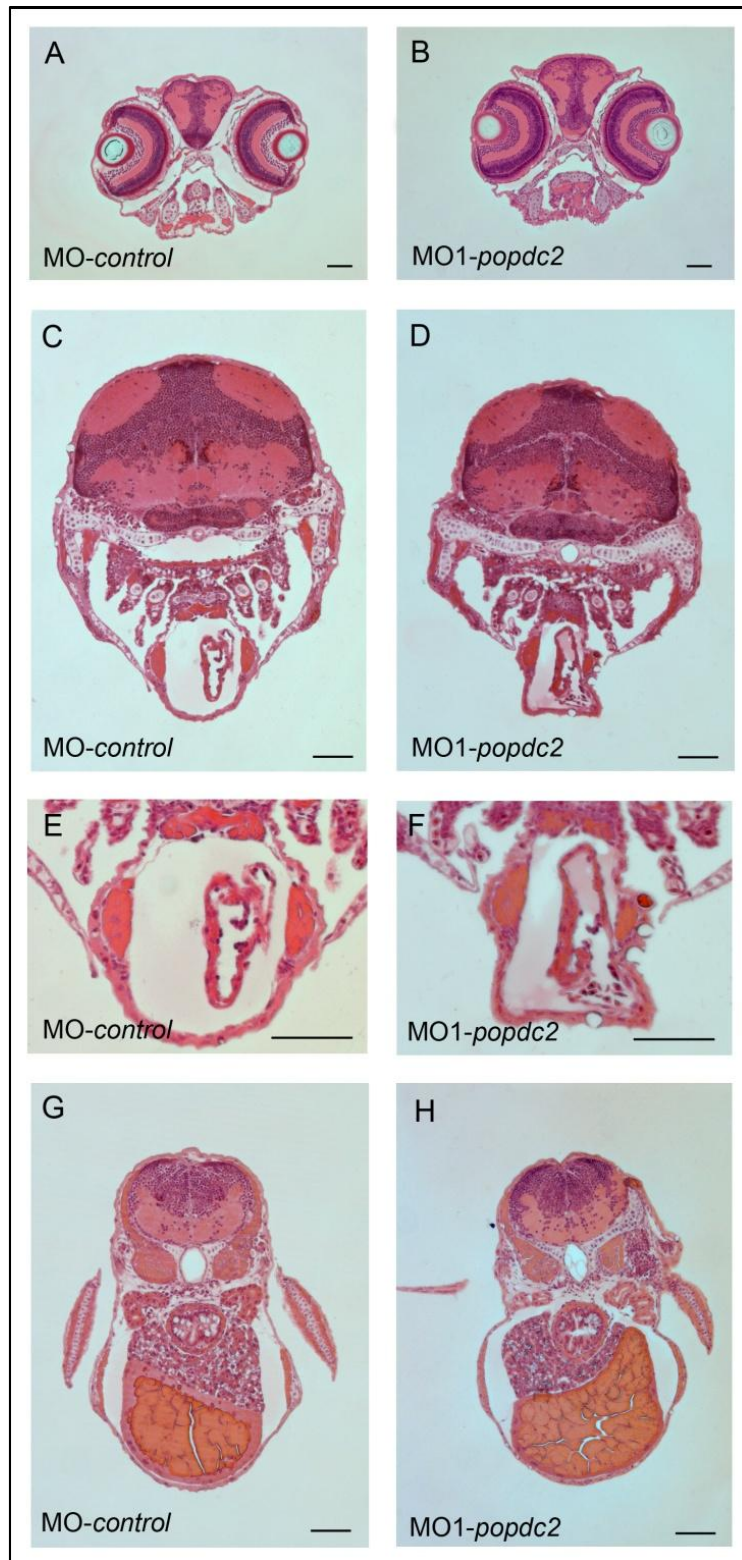 A
B
MO-control
MO1-popdc2
C
D
MO-control
MO1-popdc2
E
F
MO-control
MO1-popdc2
G
H
MO-control
MO1-popdc2